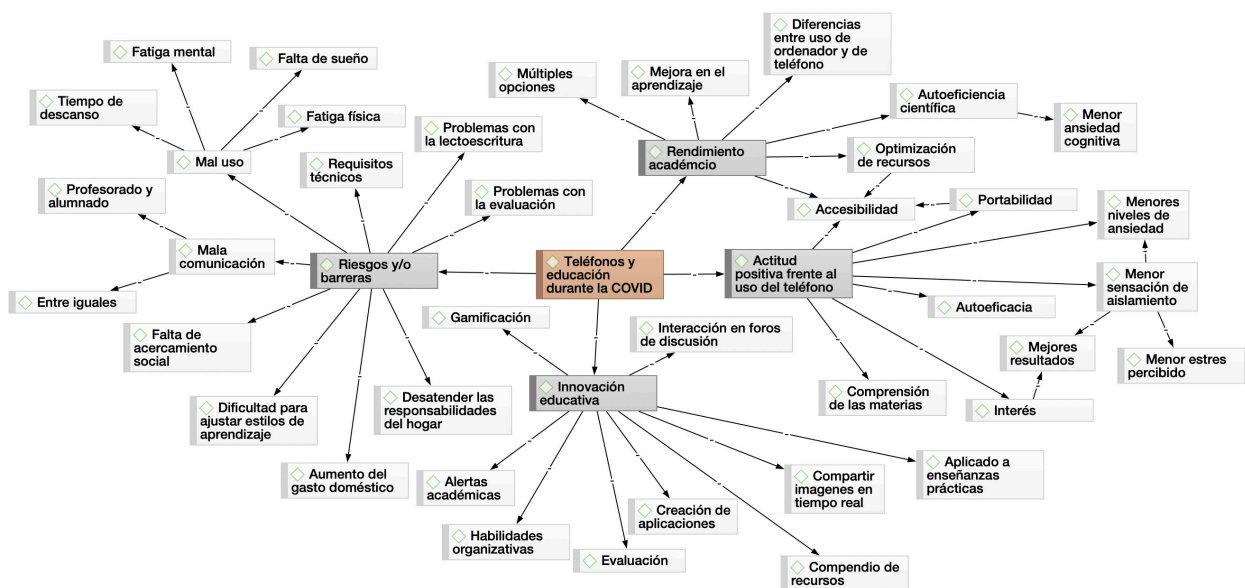 Diferencias
entre uso de
ordenador y de
teléfono
Fatiga mental
Falta de sueño
Múltiples
opciones
Mejora en el
aprendizaje
Tiempo de
descanso
Fatiga física
Autoeficiencia
científica
Menor
ansiedad
cognitiva
Mal uso
Problemas con
la lectoescritura
Requisitos
técnicos
Rendimiento
académcio
Optimización
de recursos
Profesorado y
alumnado
Problemas con
la evaluación
Accesibilidad
Portabilidad
Menores
niveles de
ansiedad
Mala
comunicación
Riesgos y/o
barreras
Teléfonos y
educación
durante la COVID
Actitud
positiva frente al
uso del teléfono
Menor
sensación de
aislamiento
Entre iguales
Gamificación
Interacción en foros
de discusión
Autoeficacia
Falta de
acercamiento
social
Mejores
resultados
Menor estres
percibido
Innovación
educativa
Comprensión
de las materias
Interés
Dificultad para
ajustar estilos de
aprendizaje
Desatender las
responsabilidades
del hogar
Aumento del
gasto doméstico
Alertas
académicas
Compartir
imagenes en
tiempo real
Aplicado a
enseñanzas
prácticas
Habilidades
organizativas
Creación de
aplicaciones
Evaluación
Compendio de
recursos